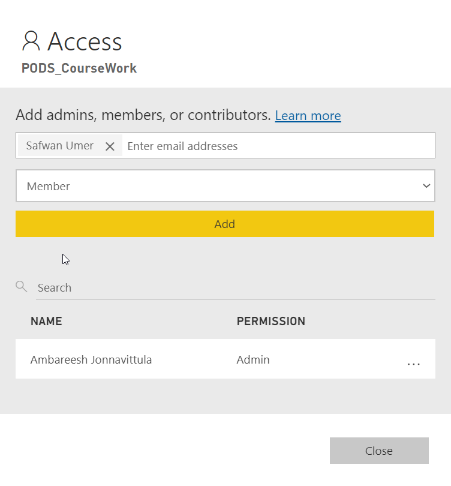 Access
PODS_CourseWork
Add admins, members, or contributors. Learn more
Safwan Umer Enter email addresses
Member
Add
Search
NAME PERMISSION
Ambareesh Jonnavittula Admin ...
Close